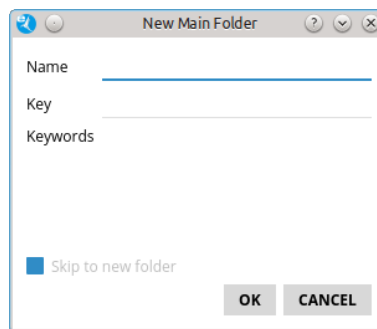 New Main Folder
Name
Key
Keywords
Skip to new folder
OK
CANCEL